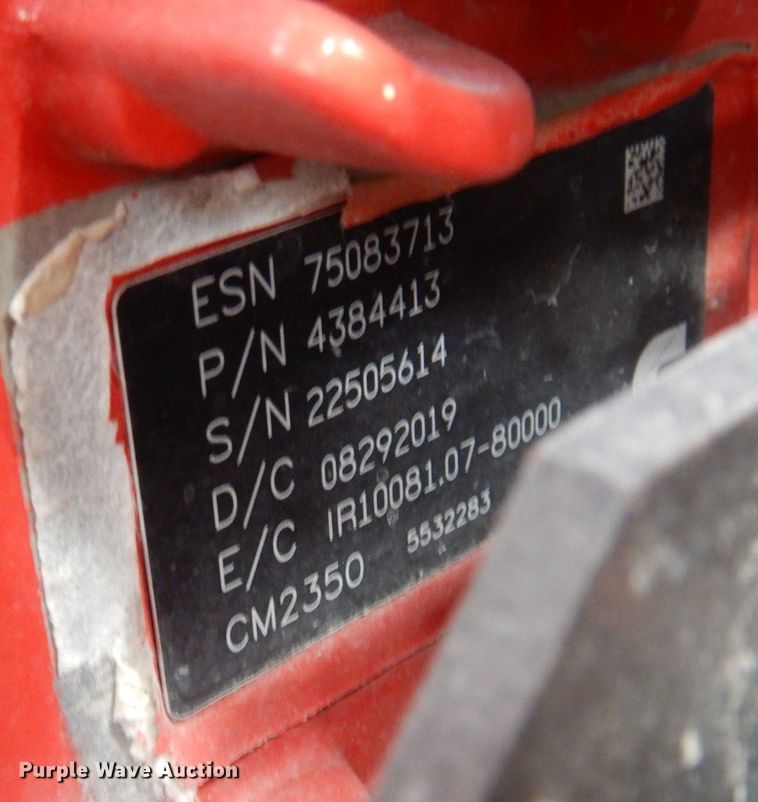 ESN 75083713
P/N 4384413
S/N 22505614
D/C 08292019
E/C IR10081.07-80000
CM2350 5532283
Purple Wave Auction